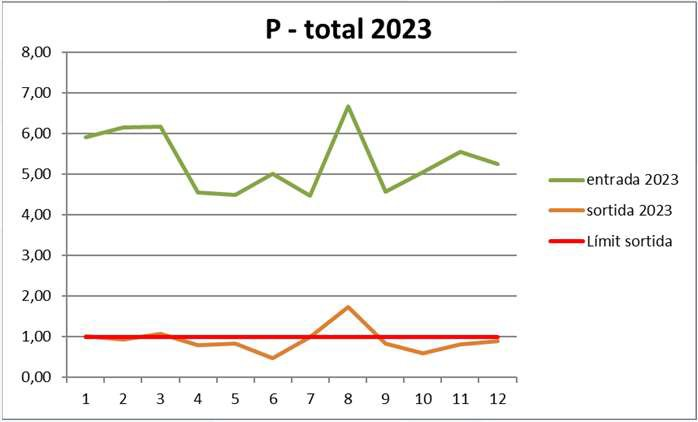 P - total 2023
8,00
7,00
6,00
5,00
4,00
3,00
2,00
1,00
0,00
1 2 3 4 5 6 7 8 9 10 11 12
entrada 2023
sortida 2023
Límit sortida